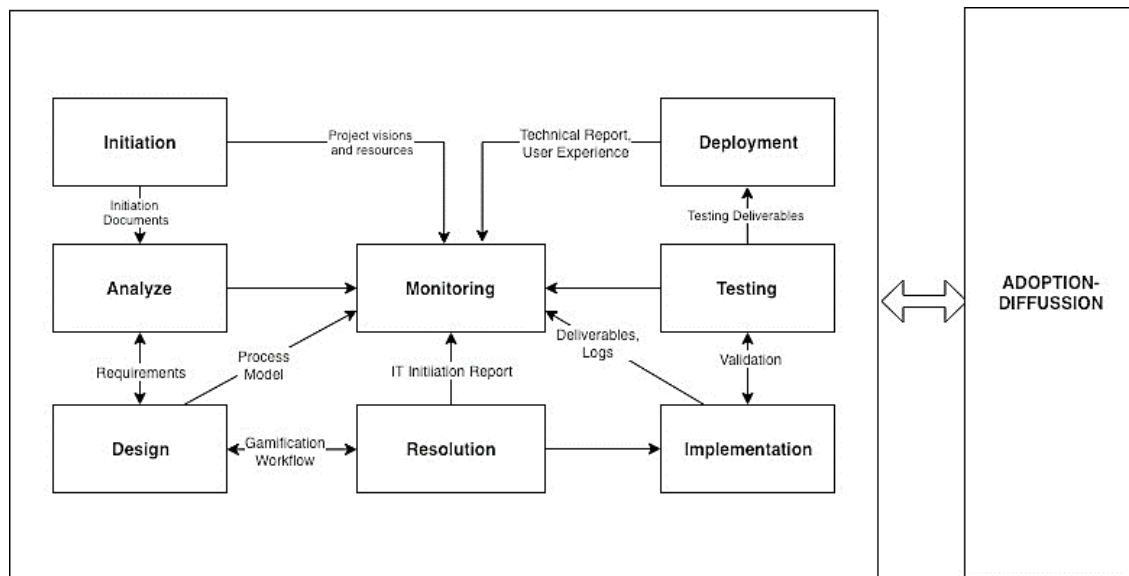 Initiation
Project visions
and resources
Technical Report,
User Experience
Deployment
Initiation
Documents
Testing Deliverables
Analyze
Monitoring
Testing
ADOPTION-
DIFFUSSION
Requirements
Process
Model
IT Initiiation Report
Deliverables,
Logs
Validation
Design
Gamification
Workflow
Resolution
Implementation